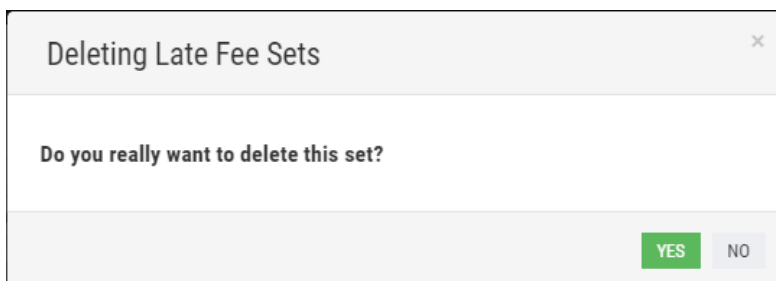 Deleting Late Fee Sets
×
Do you really want to delete this set?
YES NO